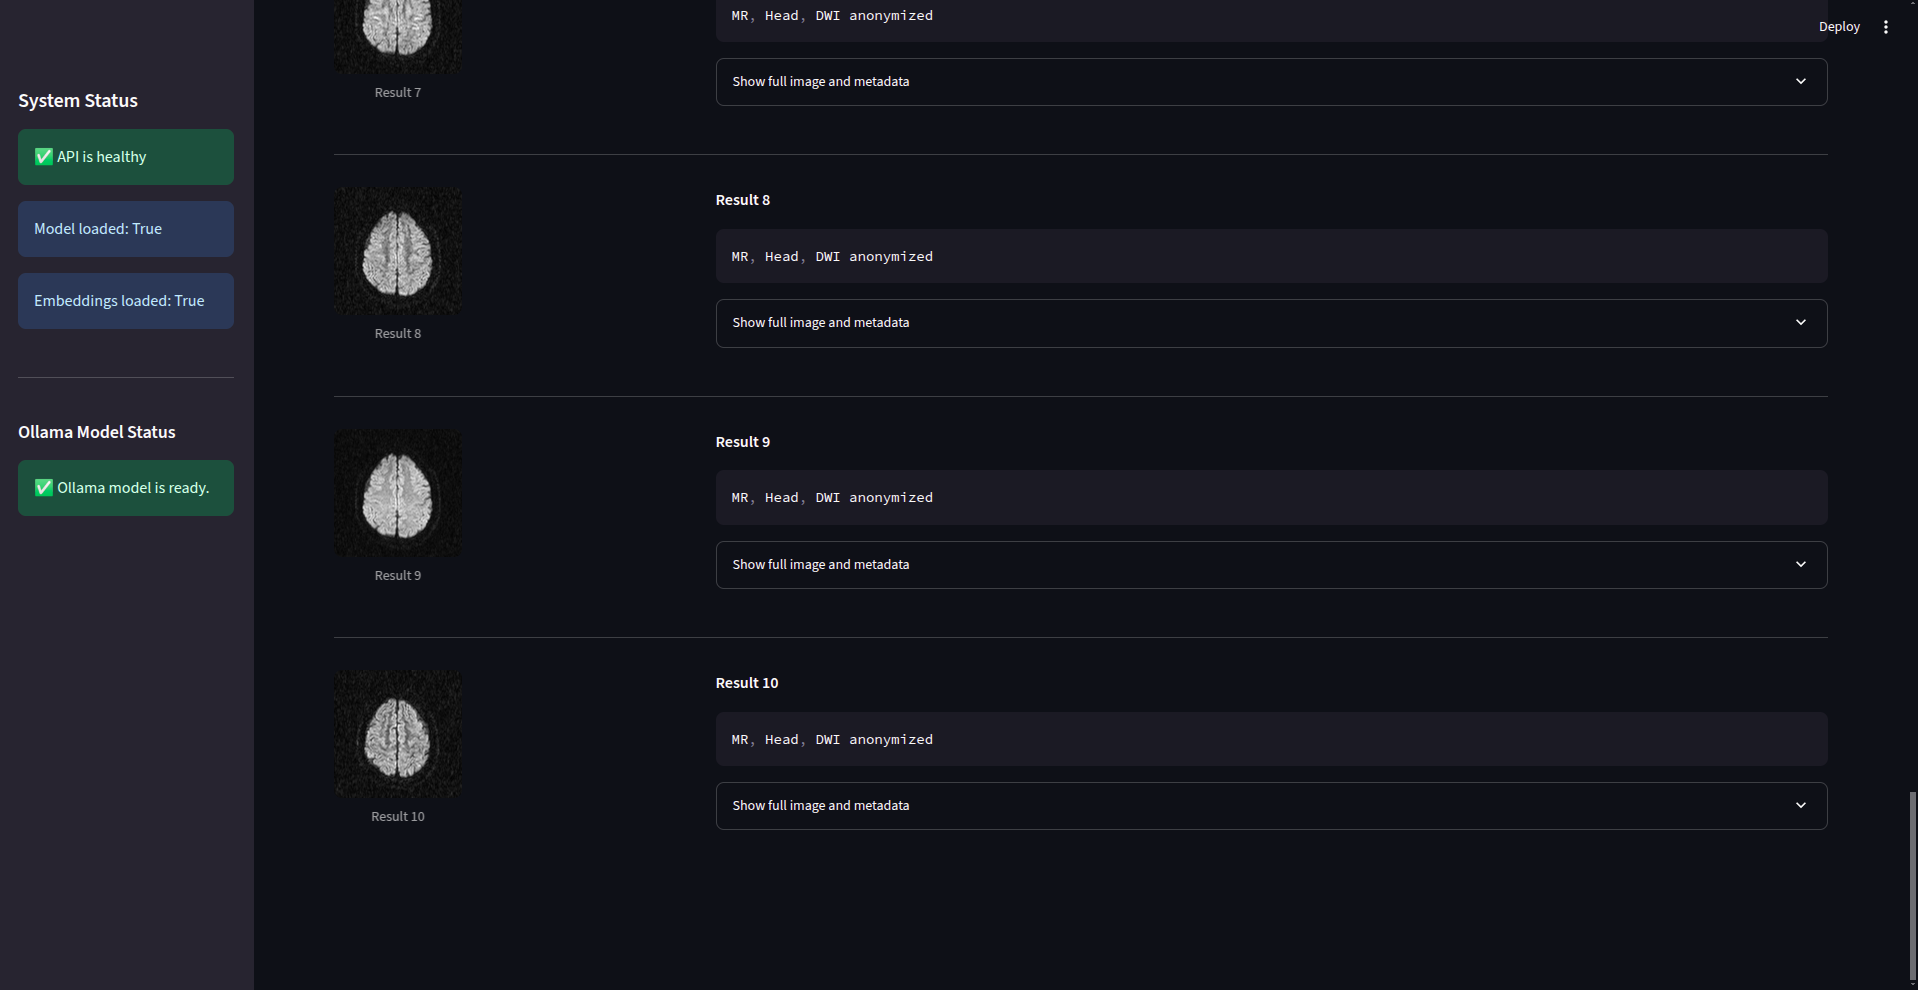 System Status
✅ API is healthy
Model loaded: True
Embeddings loaded: True
Ollama Model Status
✅ Ollama model is ready.
Deploy
MR, Head, DWI anonymized
Show full image and metadata
Result 7
Result 8
MR, Head, DWI anonymized
Show full image and metadata
Result 8
Result 9
MR, Head, DWI anonymized
Show full image and metadata
Result 9
Result 10
MR, Head, DWI anonymized
Show full image and metadata
Result 10